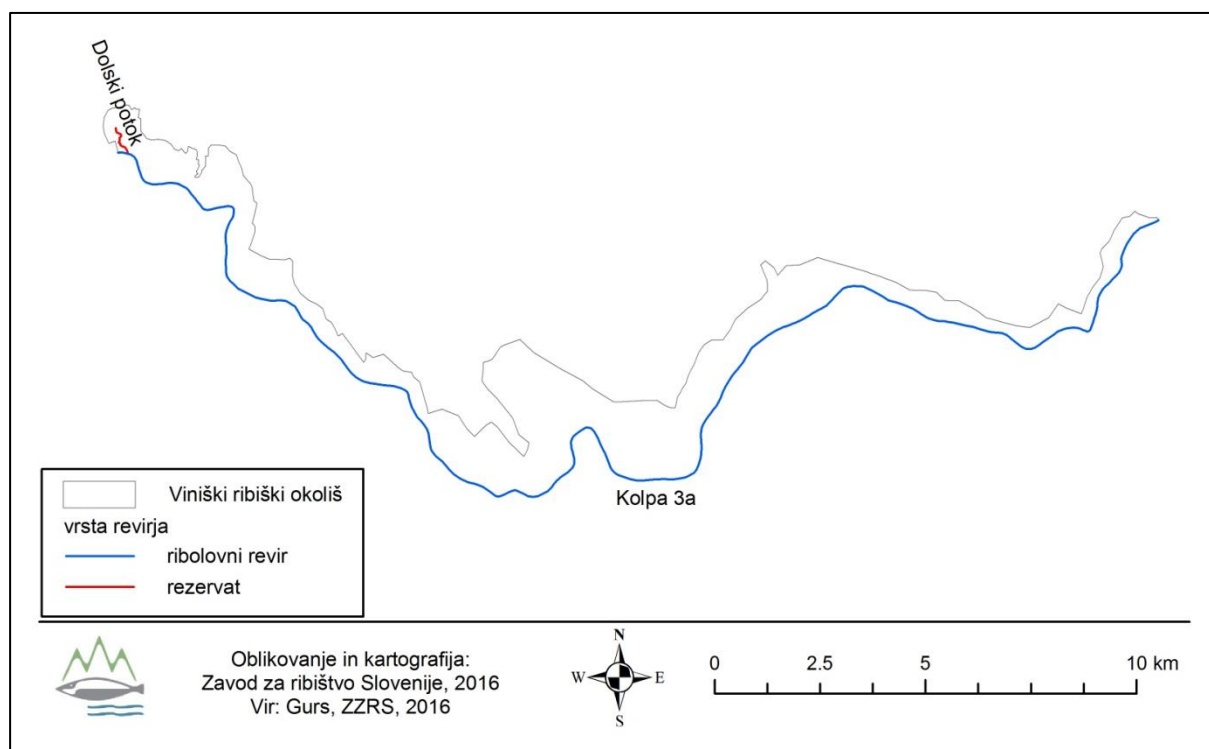 Dolski potok
Kolpa 3a
Viniški ribiški okoliš
vrsta revirja
ribolovni revir
rezervat
Oblikovanje in kartografija:
Zavod za ribištvo Slovenije, 2016
Vir: Gurs, ZZRS, 2016
N
W E
S
0 2.5 5 10 km